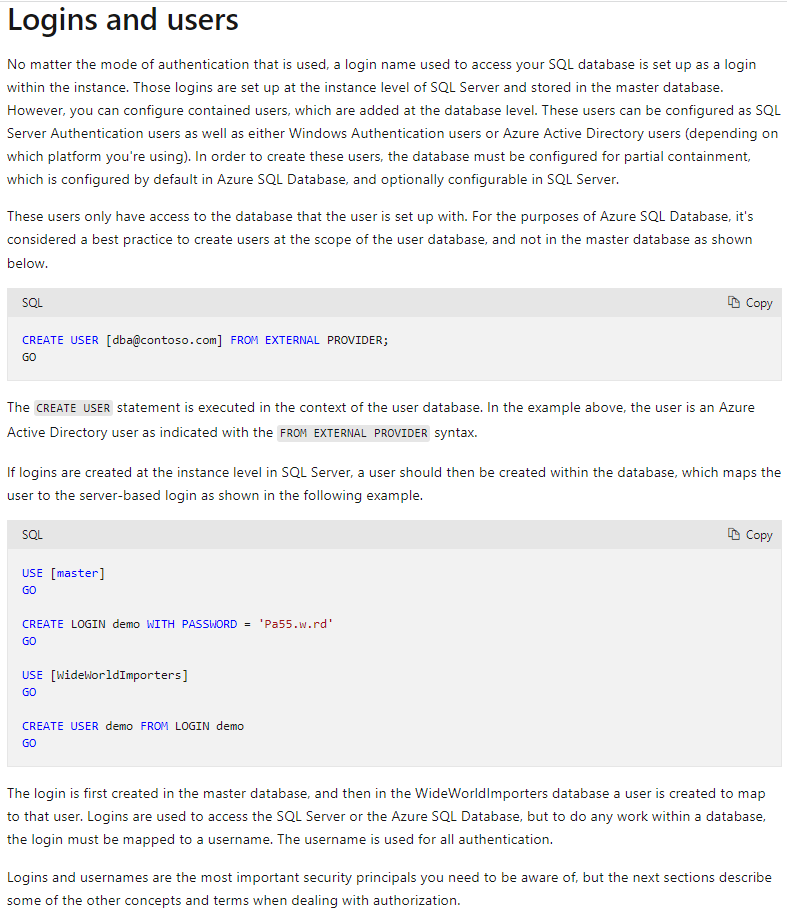 Logins and users
No matter the mode of authentication that is used, a login name used to access your SQL database is set up as a login
within the instance. Those logins are set up at the instance level of SQL Server and stored in the master database.
However, you can configure contained users, which are added at the database level. These users can be configured as SQL
Server Authentication users as well as either Windows Authentication users or Azure Active Directory users (depending on
which platform you're using). In order to create these users, the database must be configured for partial containment,
which is configured by default in Azure SQL Database, and optionally configurable in SQL Server.
These users only have access to the database that the user is set up with. For the purposes of Azure SQL Database, it's
considered a best practice to create users at the scope of the user database, and not in the master database as shown
below.
SQL Copy
CREATE USER [dba@contoso.com] FROM EXTERNAL PROVIDER;
GO
The CREATE USER statement is executed in the context of the user database. In the example above, the user is an Azure
Active Directory user as indicated with the FROM EXTERNAL PROVIDER syntax.
If logins are created at the instance level in SQL Server, a user should then be created within the database, which maps the
user to the server-based login as shown in the following example.
SQL Copy
USE [master]
GO
CREATE LOGIN demo WITH PASSWORD = 'Pa55.w.rd'
GO
USE [WideWorldImporters]
GO
CREATE USER demo FROM LOGIN demo
GO
The login is first created in the master database, and then in the WideWorldImporters database a user is created to map
to that user. Logins are used to access the SQL Server or the Azure SQL Database, but to do any work within a database,
the login must be mapped to a username. The username is used for all authentication.
Logins and usernames are the most important security principals you need to be aware of, but the next sections describe
some of the other concepts and terms when dealing with authorization.